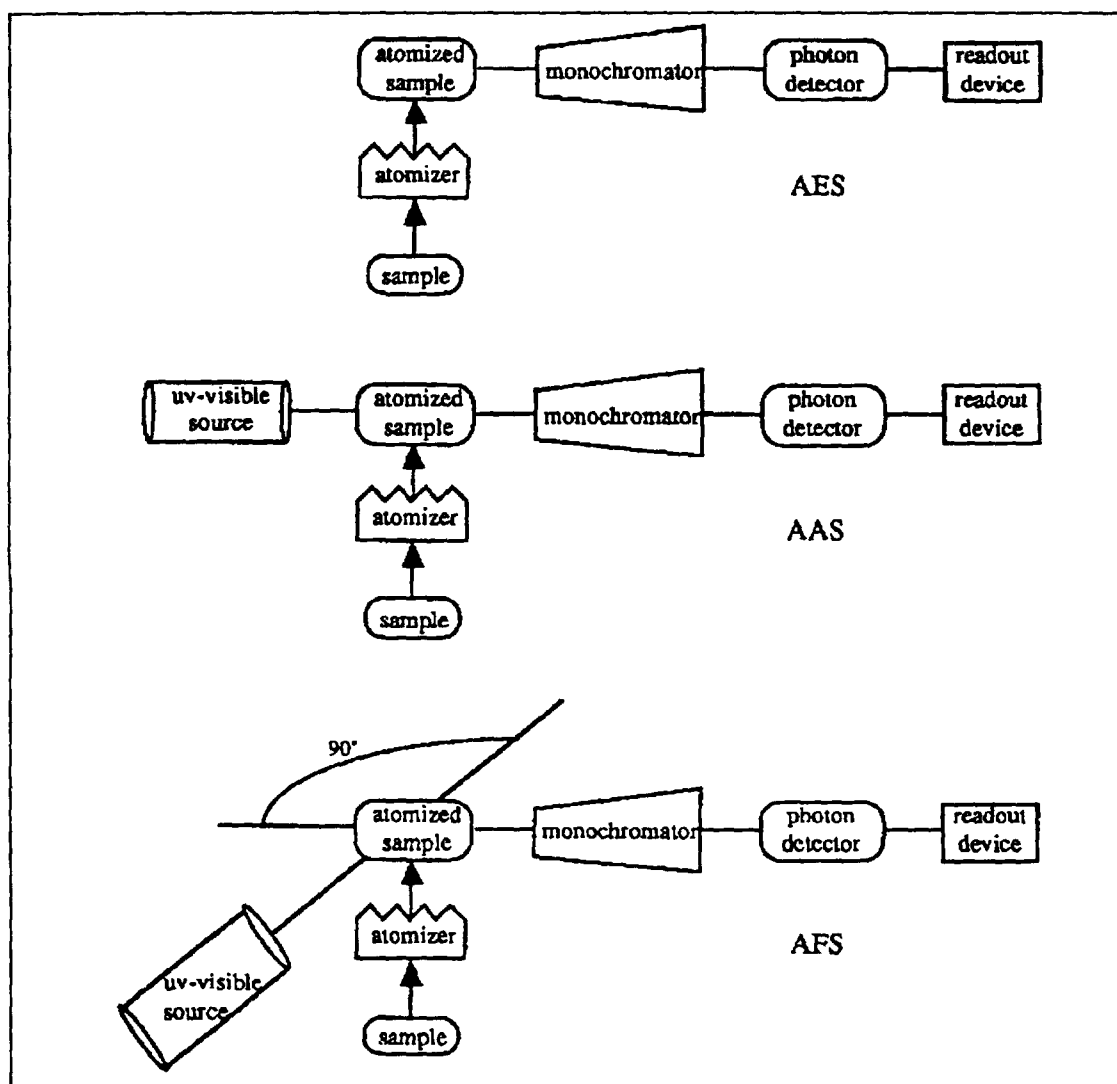 atomized
sample
monochromator
photon
detector
readout
device
atomizer
AES
sample
uv-visible
source
atomized
sample
monochromator
photon
detector
readout
device
atomizer
AAS
sample
90°
atomized
sample
monochromator
photon
detector
readout
device
atomizer
AFS
uv-visible
source
sample